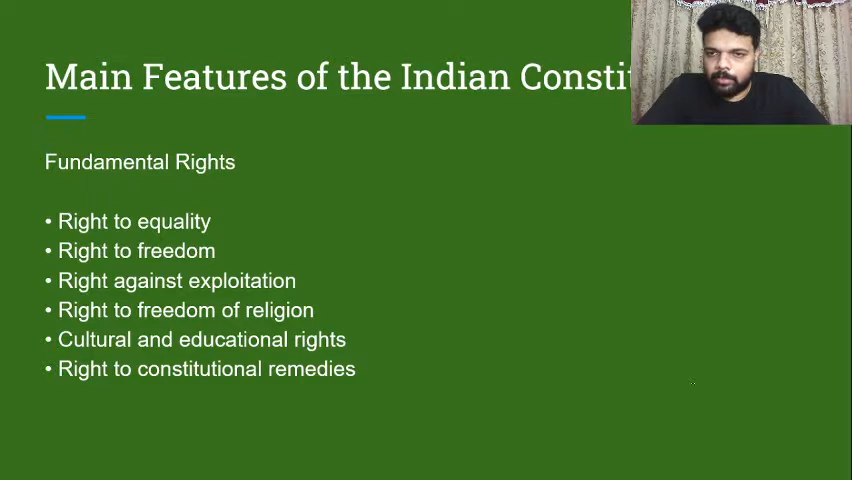 Main Features of the Indian
Fundamental Rights
• Right to equality
• Right to freedom
• Right against exploitation
• Right to freedom of religion
• Cultural and educational rights
• Right to constitutional remedies